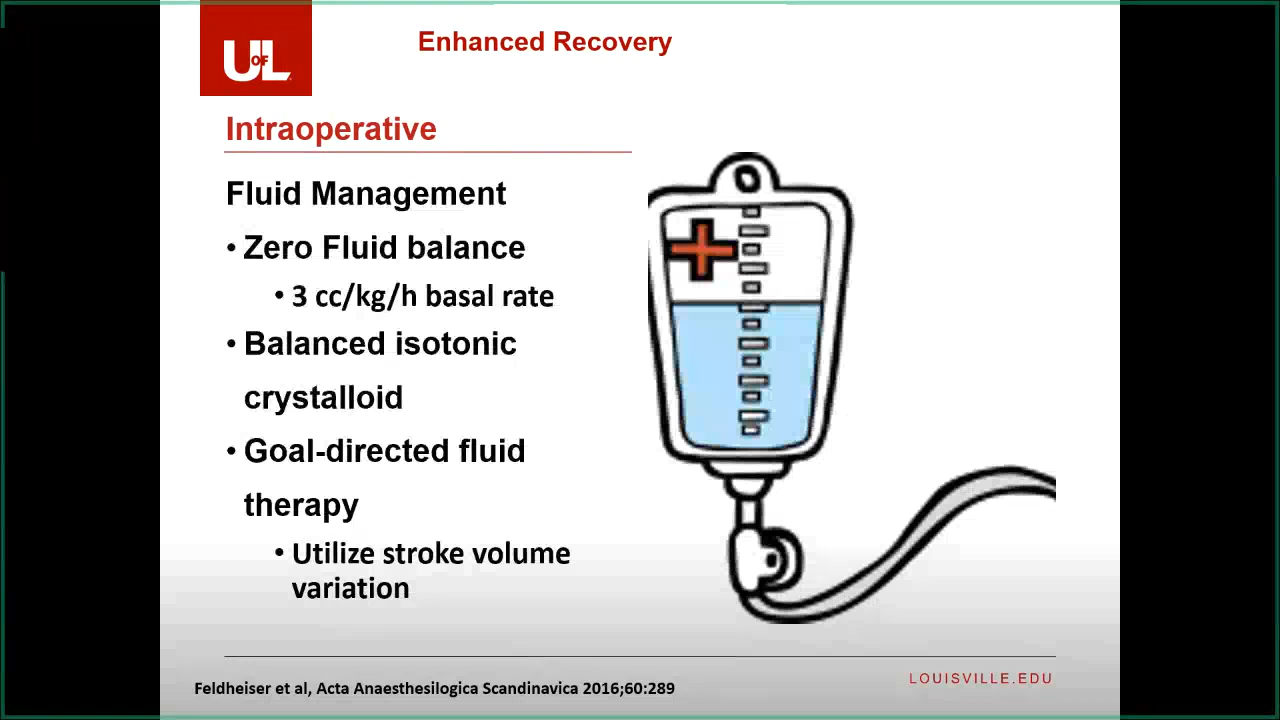 UOFL
Enhanced Recovery
Intraoperative
Fluid Management
• Zero Fluid balance
• 3 cc/kg/h basal rate
• Balanced isotonic
crystalloid
• Goal-directed fluid
therapy
• Utilize stroke volume
variation
Feldheiser et al, Acta Anaesthesilogica Scandinavica 2016;60:289
LOUISVILLE.EDU